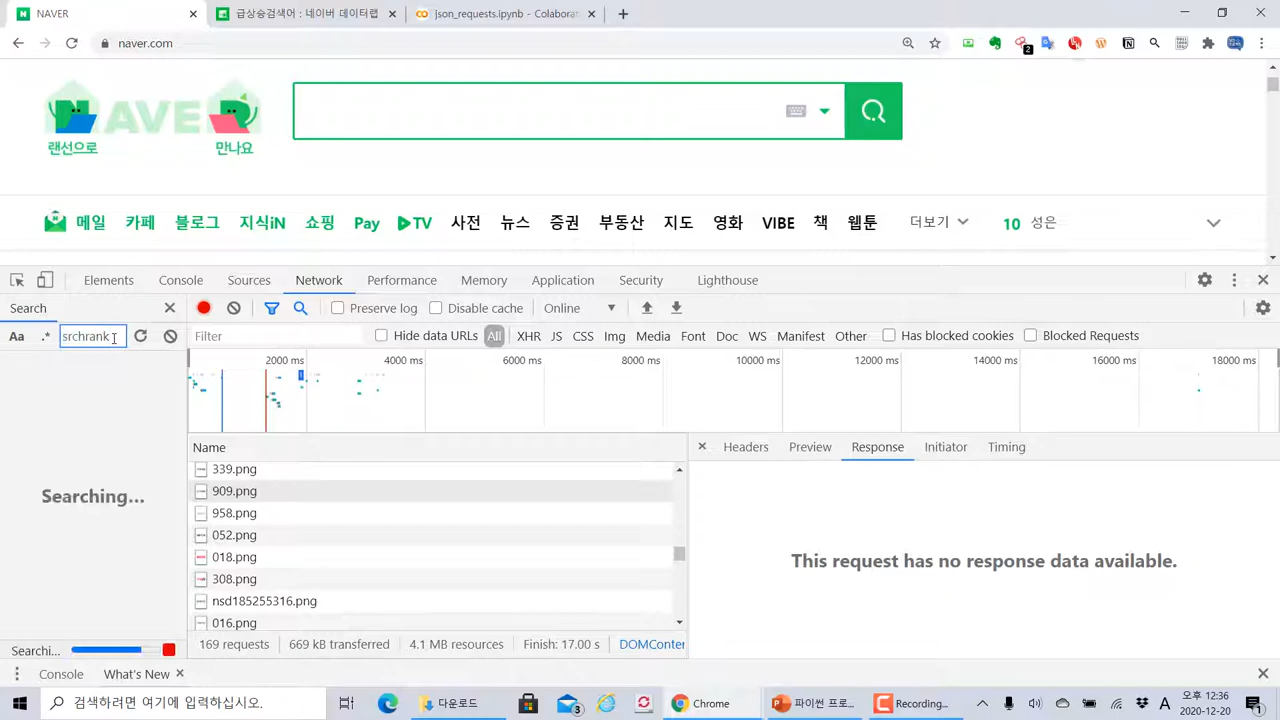 NAVER
급상승검색어 : 네이버 데이터랩
json_requests.ipynb - Colaborat
naver.com
2
NAVER
랜선으로 만나요
메일 카페 블로그 지식iN 쇼핑 Pay TV 사전 뉴스 증권 부동산 지도 영화 VIBE 책 웹툰 더보기 10 성은
Elements Console Sources Network Performance Memory Application Security Lighthouse
Search
Preserve log Disable cache Online
Aa .* srchrank
Filter Hide data URLs All XHR JS CSS Img Media Font Doc WS Manifest Other Has blocked cookies Blocked Requests
2000 ms 4000 ms 6000 ms 8000 ms 10000 ms 12000 ms 14000 ms 16000 ms 18000 ms
Name
Headers Preview Response Initiator Timing
339.png
909.png
958.png
052.png
018.png
308.png
nsd185255316.png
016.png
Searching...
This request has no response data available.
Searchi...
169 requests 669 kB transferred 4.1 MB resources Finish: 17.00 s DOMConten
Console What's New
검색하려면 여기에 입력하십시오.
다운로드
3
Chrome
파이썬 프로...
Recording...
A
오후 12:36
2020-12-20
1